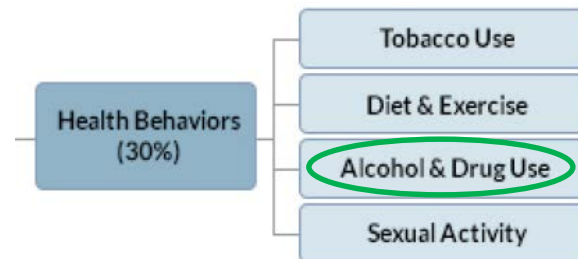 Health Behaviors
(30%)
Tobacco Use
Diet & Exercise
Alcohol & Drug Use
Sexual Activity